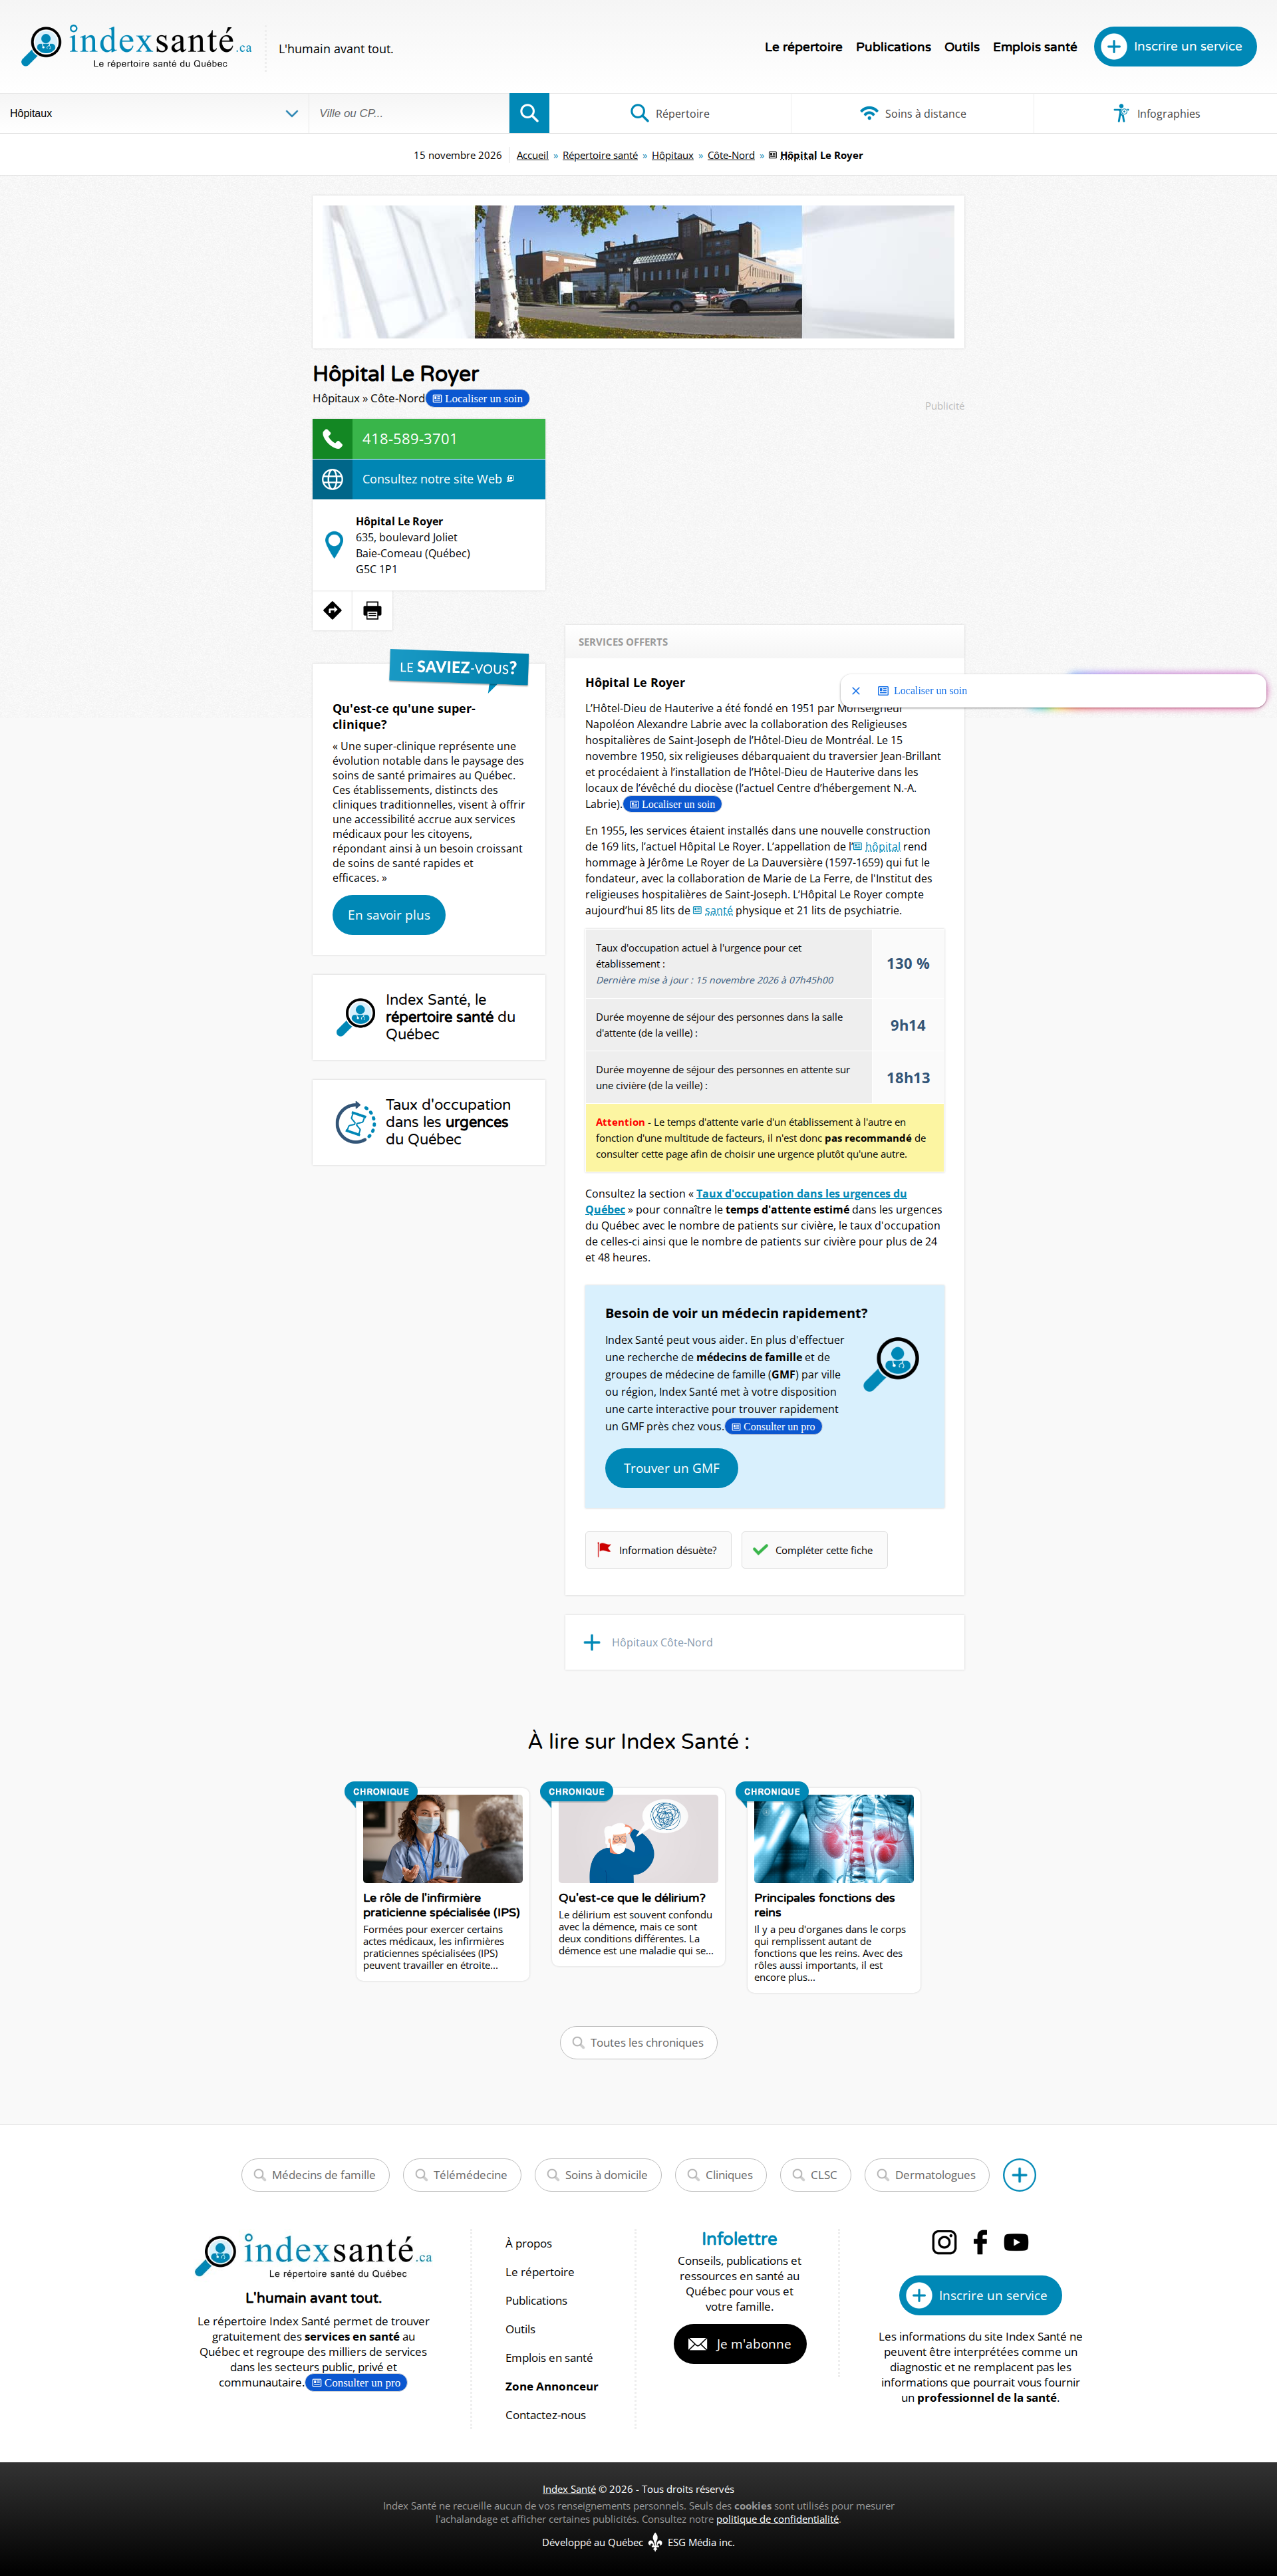 indexsanté.ca
Le répertoire santé du Québec
L'humain avant tout.
Le répertoire
Publications
Outils
Emplois santé
Inscrire un service
Hôpitaux
Ville ou CP...
Répertoire
Soins à distance
Infographies
15 novembre 2026
Accueil » Répertoire santé » Hôpitaux » Côte-Nord » Hôpital Le Royer
Hôpital Le Royer
Hôpitaux » Côte-Nord Localiser un soin
Publicité
418-589-3701
Consultez notre site Web
Hôpital Le Royer
635, boulevard Joliet
Baie-Comeau (Québec)
G5C 1P1
LE SAVIEZ-VOUS?
Qu'est-ce qu'une super-
clinique?
« Une super-clinique représente une
évolution notable dans le paysage des
soins de santé primaires au Québec.
Ces établissements, distincts des
cliniques traditionnelles, visent à offrir
une accessibilité accrue aux services
médicaux pour les citoyens,
répondant ainsi à un besoin croissant
de soins de santé rapides et
efficaces. »
En savoir plus
Index Santé, le
répertoire santé du
Québec
Taux d'occupation
dans les urgences
du Québec
SERVICES OFFERTS
Hôpital Le Royer
Localiser un soin
L'Hôtel-Dieu de Hauterive a été fondé en 1951 par Monseigneur
Napoléon Alexandre Labrie avec la collaboration des Religieuses
hospitalières de Saint-Joseph de l'Hôtel-Dieu de Montréal. Le 15
novembre 1950, six religieuses débarquaient du traversier Jean-Brillant
et procédaient à l'installation de l'Hôtel-Dieu de Hauterive dans les
locaux de l'évêché du diocèse (l'actuel Centre d'hébergement N.-A.
Labrie). Localiser un soin
En 1955, les services étaient installés dans une nouvelle construction
de 169 lits, l'actuel Hôpital Le Royer. L'appellation de l' hôpital rend
hommage à Jérôme Le Royer de La Dauversière (1597-1659) qui fut le
fondateur, avec la collaboration de Marie de La Ferre, de l'Institut des
religieuses hospitalières de Saint-Joseph. L'Hôpital Le Royer compte
aujourd'hui 85 lits de santé physique et 21 lits de psychiatrie.
Taux d'occupation actuel à l'urgence pour cet
établissement :
Dernière mise à jour : 15 novembre 2026 à 07h45h00
130 %
Durée moyenne de séjour des personnes dans la salle
d'attente (de la veille) :
9h14
Durée moyenne de séjour des personnes en attente sur
une civière (de la veille) :
18h13
Attention - Le temps d'attente varie d'un établissement à l'autre en
fonction d'une multitude de facteurs, il n'est donc pas recommandé de
consulter cette page afin de choisir une urgence plutôt qu'une autre.
Consultez la section « Taux d'occupation dans les urgences du
Québec » pour connaître le temps d'attente estimé dans les urgences
du Québec avec le nombre de patients sur civière, le taux d'occupation
de celles-ci ainsi que le nombre de patients sur civière pour plus de 24
et 48 heures.
Besoin de voir un médecin rapidement?
Index Santé peut vous aider. En plus d'effectuer
une recherche de médecins de famille et de
groupes de médecine de famille (GMF) par ville
ou région, Index Santé met à votre disposition
une carte interactive pour trouver rapidement
un GMF près chez vous. Consulter un pro
Trouver un GMF
Information désuète?
Compléter cette fiche
Hôpitaux Côte-Nord
À lire sur Index Santé :
CHRONIQUE
Le rôle de l'infirmière
praticienne spécialisée (IPS)
Formées pour exercer certains
actes médicaux, les infirmières
praticiennes spécialisées (IPS)
peuvent travailler en étroite...
CHRONIQUE
Qu'est-ce que le délirium?
Le délirium est souvent confondu
avec la démence, mais ce sont
deux conditions différentes. La
démence est une maladie qui se...
CHRONIQUE
Principales fonctions des
reins
Il y a peu d'organes dans le corps
qui remplissent autant de
fonctions que les reins. Avec des
rôles aussi importants, il est
encore plus...
Toutes les chroniques
Médecins de famille
Télémédecine
Soins à domicile
Cliniques
CLSC
Dermatologues
indexsanté.ca
Le répertoire santé du Québec
L'humain avant tout.
Le répertoire Index Santé permet de trouver
gratuitement des services en santé au
Québec et regroupe des milliers de services
dans les secteurs public, privé et
communautaire. Consulter un pro
À propos
Le répertoire
Publications
Outils
Emplois en santé
Zone Annonceur
Contactez-nous
Infolettre
Conseils, publications et
ressources en santé au
Québec pour vous et
votre famille.
Je m'abonne
Inscrire un service
Les informations du site Index Santé ne
peuvent être interprétées comme un
diagnostic et ne remplacent pas les
informations que pourrait vous fournir
un professionnel de la santé.
Index Santé © 2026 - Tous droits réservés
Index Santé ne recueille aucun de vos renseignements personnels. Seuls des cookies sont utilisés pour mesurer
l'achalandage et afficher certaines publicités. Consultez notre politique de confidentialité.
Développé au Québec ESG Média inc.